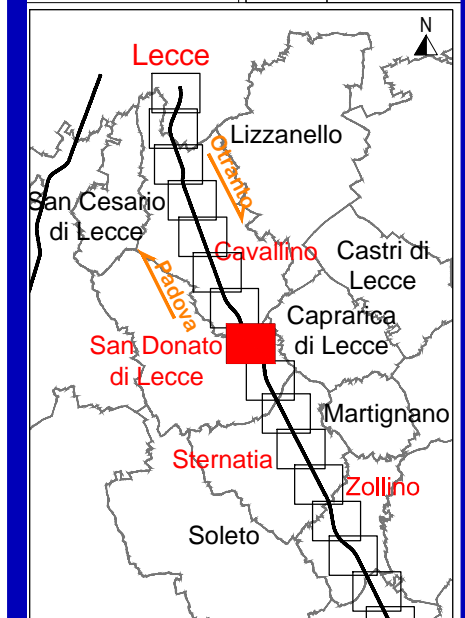 N
Lecce
Lizzanello
Otranto
San Cesario
di Lecce
Cavallino
Castri di
Lecce
Padova
Caprarica
di Lecce
San Donato
di Lecce
Martignano
Sternatia
Zollino
Soleto